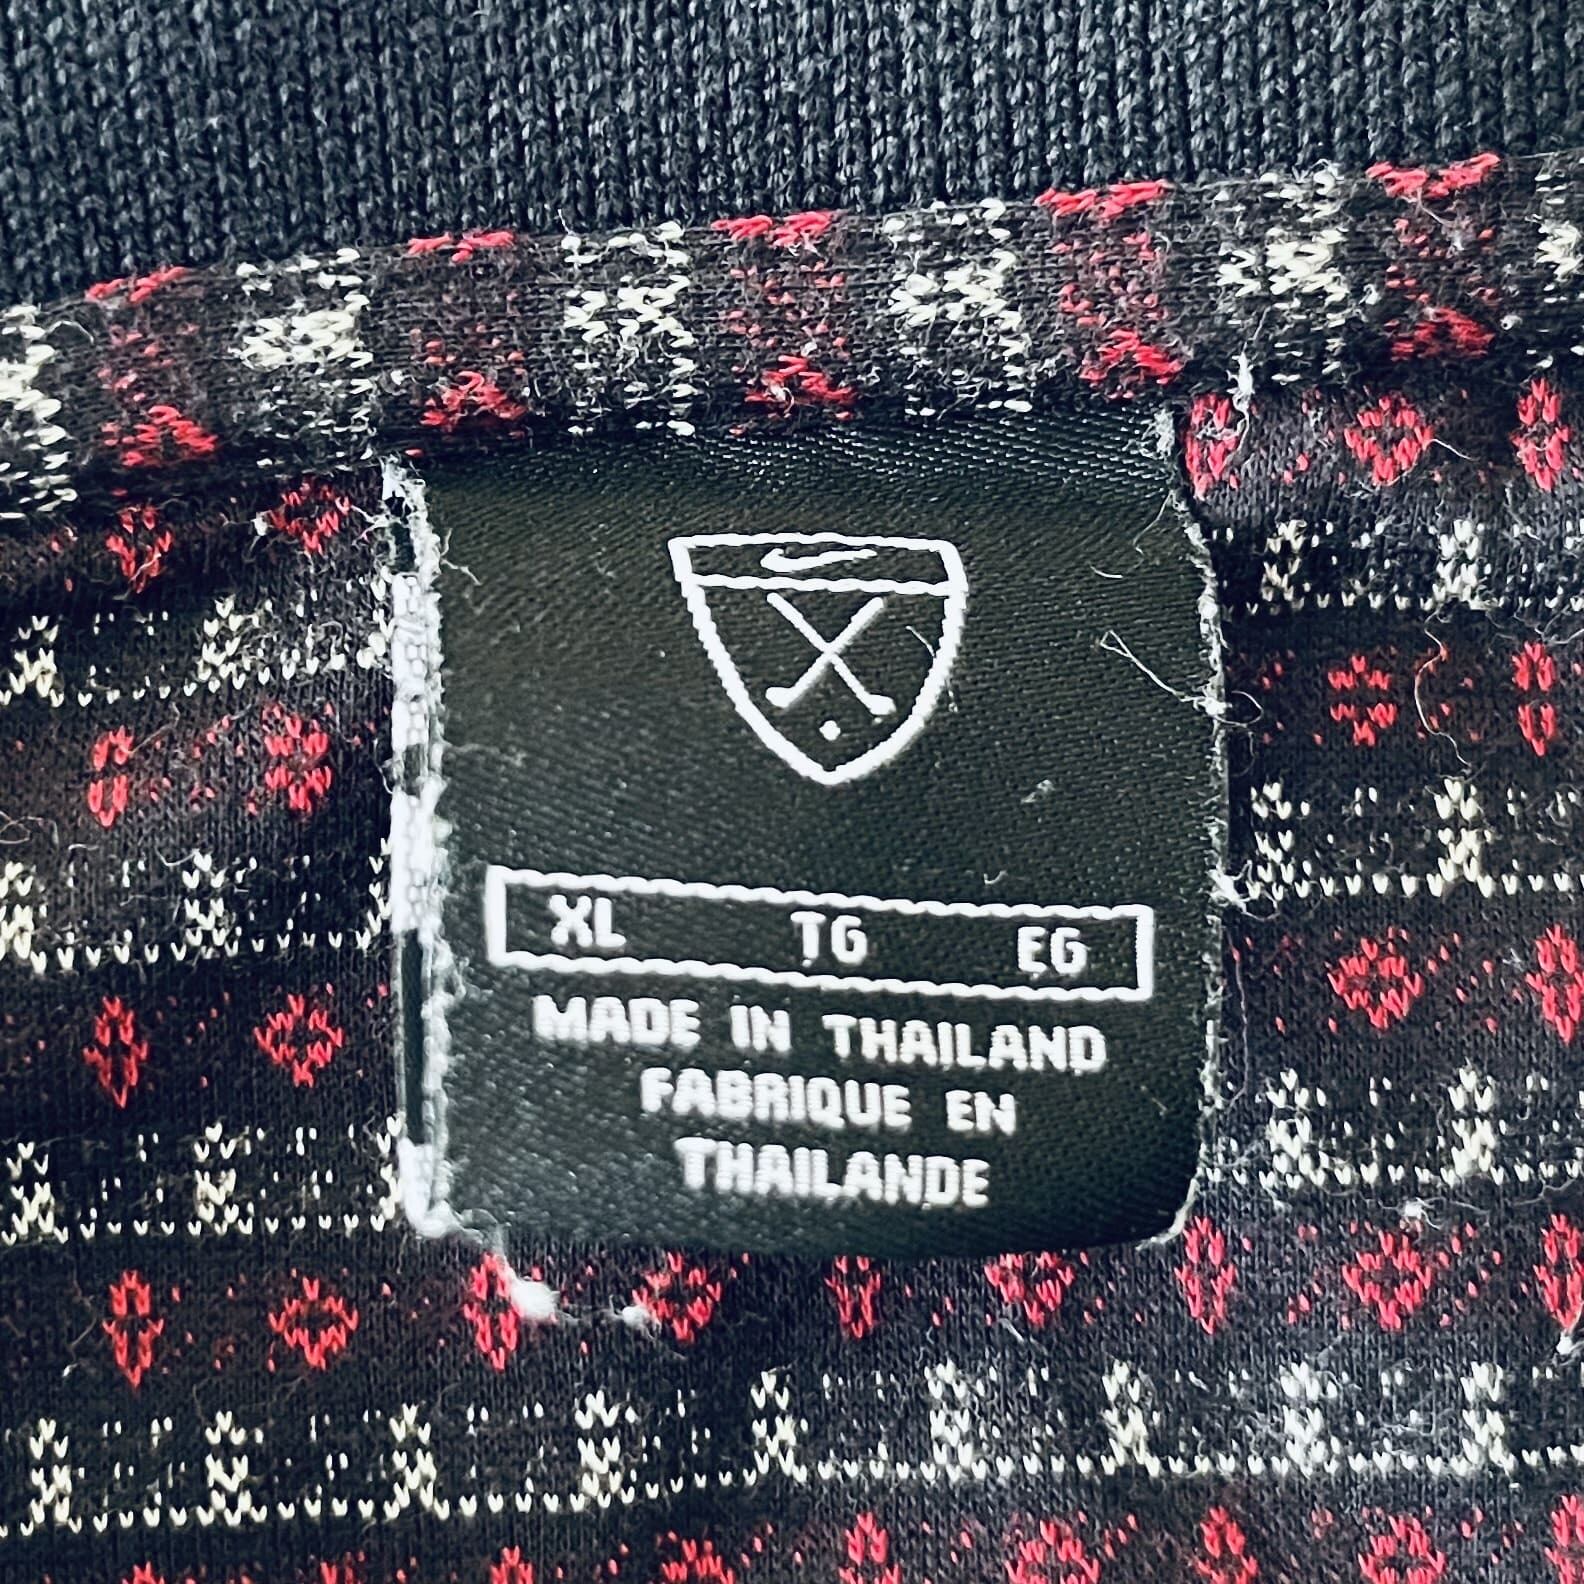 XL TG EG
MADE IN THAILAND
FABRIQUE EN
THAILANDE